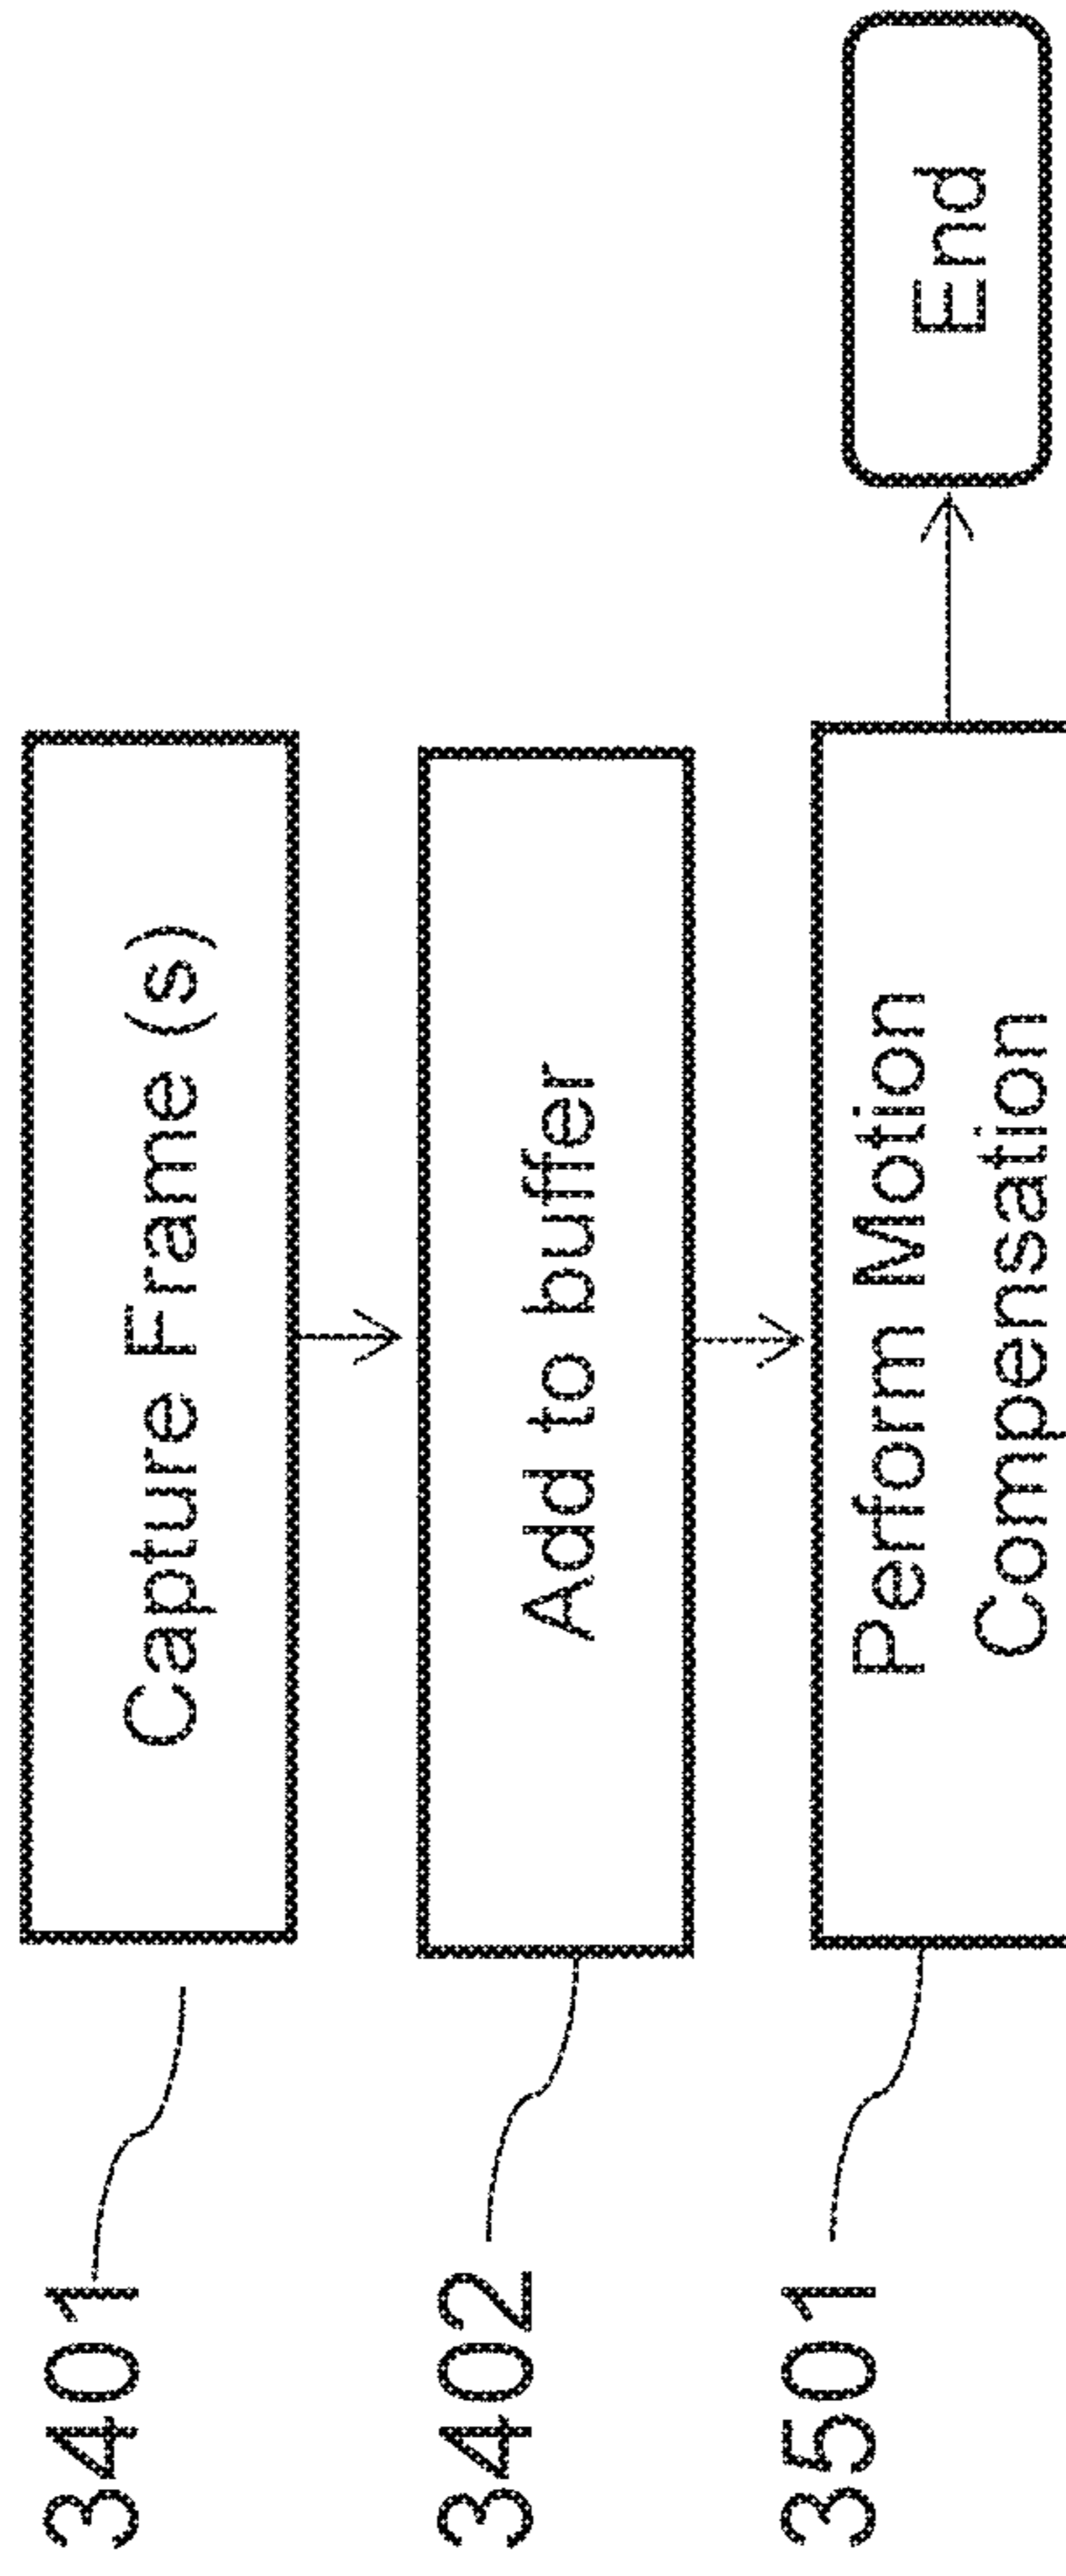 3401
Capture Frame (s)
3402
Add to buffer
3501
Perform Motion
Compensation
End